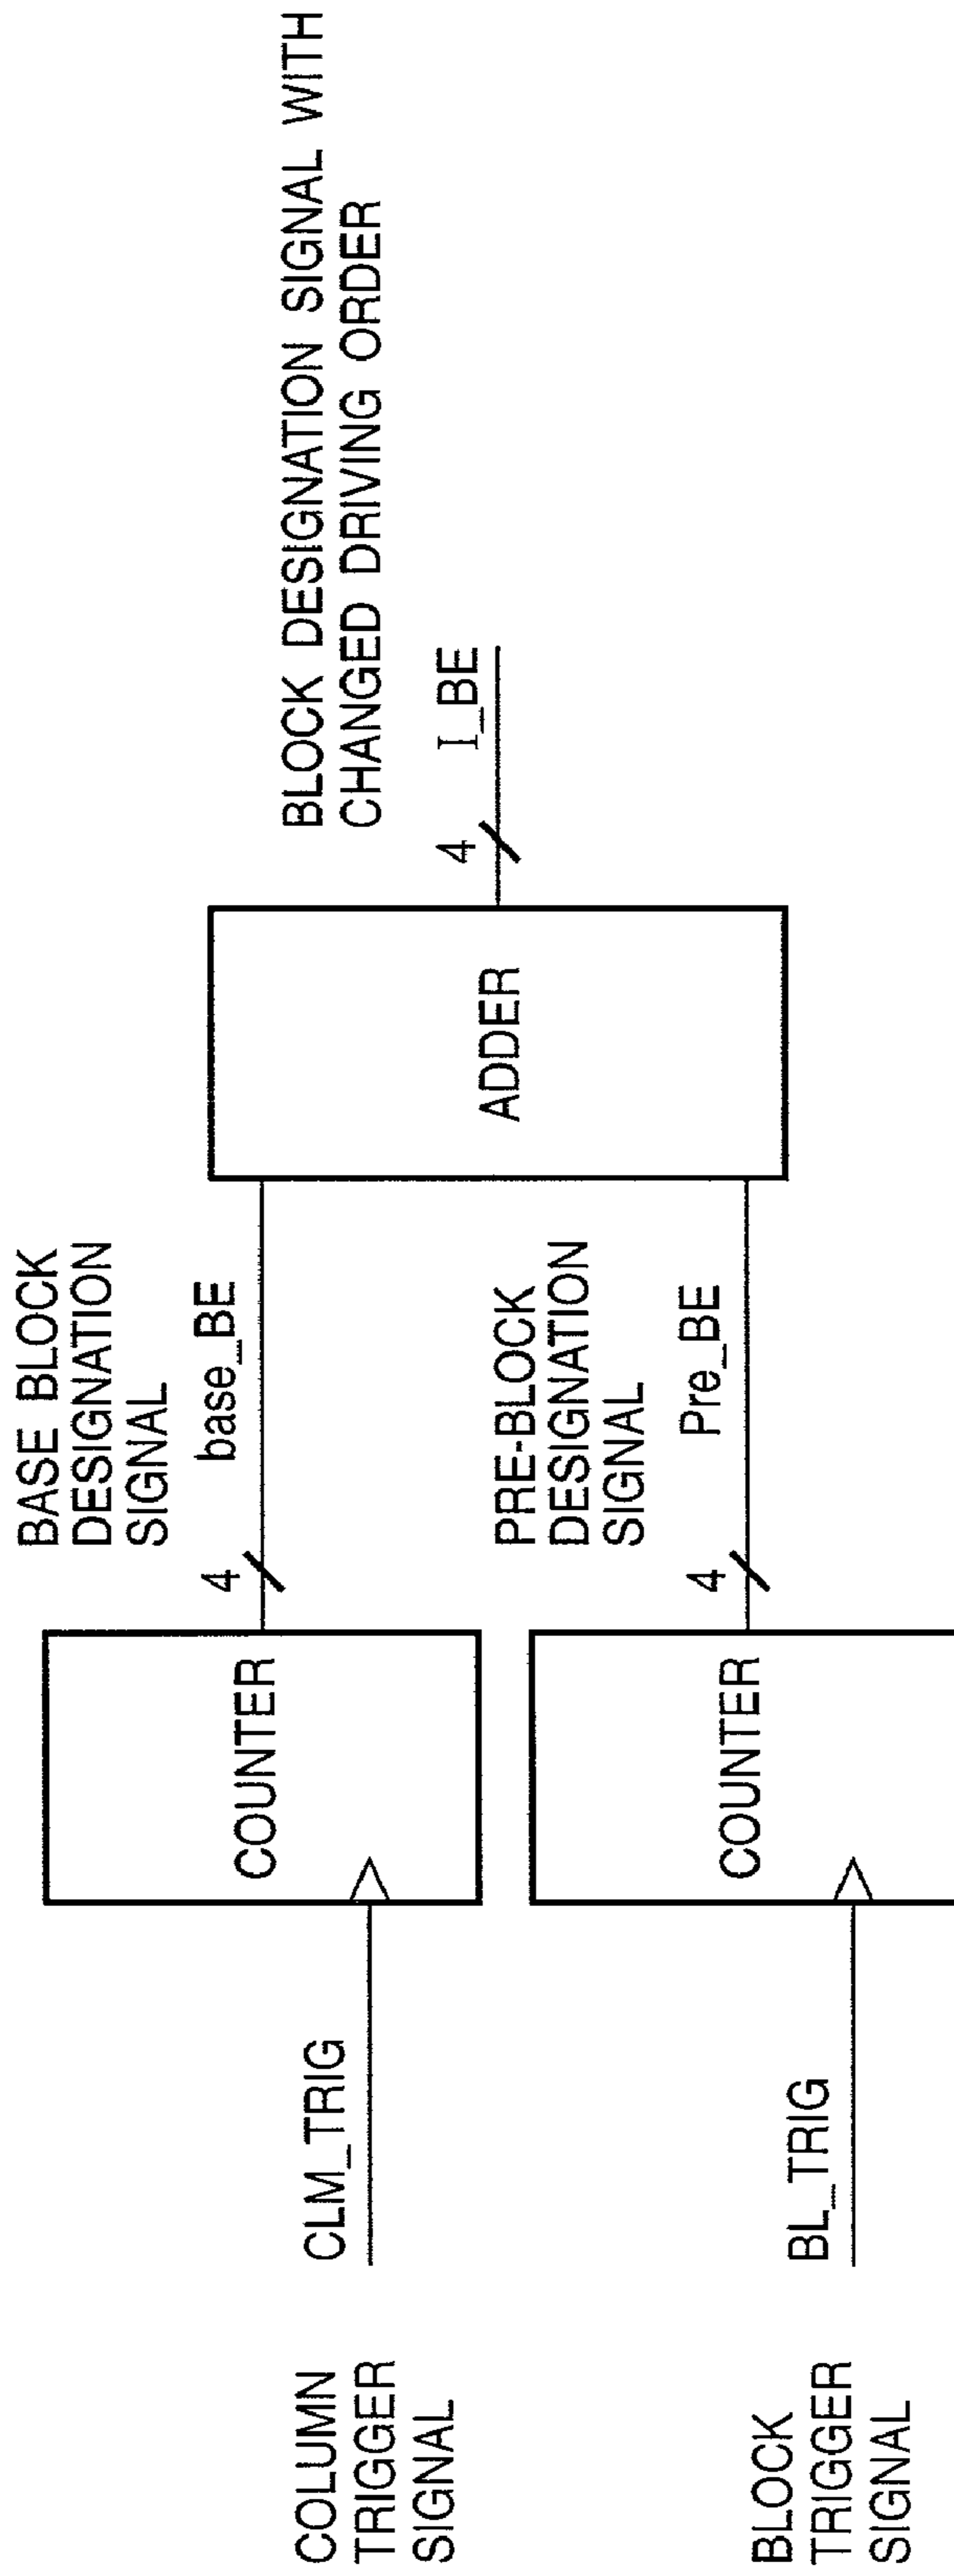 COLUMN
TRIGGER
SIGNAL
CLM_TRIG
COUNTER
4
BASE BLOCK
DESIGNATION
SIGNAL
base_BE
BLOCK
TRIGGER
SIGNAL
BL_TRIG
COUNTER
4
PRE-BLOCK
DESIGNATION
SIGNAL
Pre_BE
ADDER
4
I_BE
BLOCK DESIGNATION SIGNAL WITH
CHANGED DRIVING ORDER